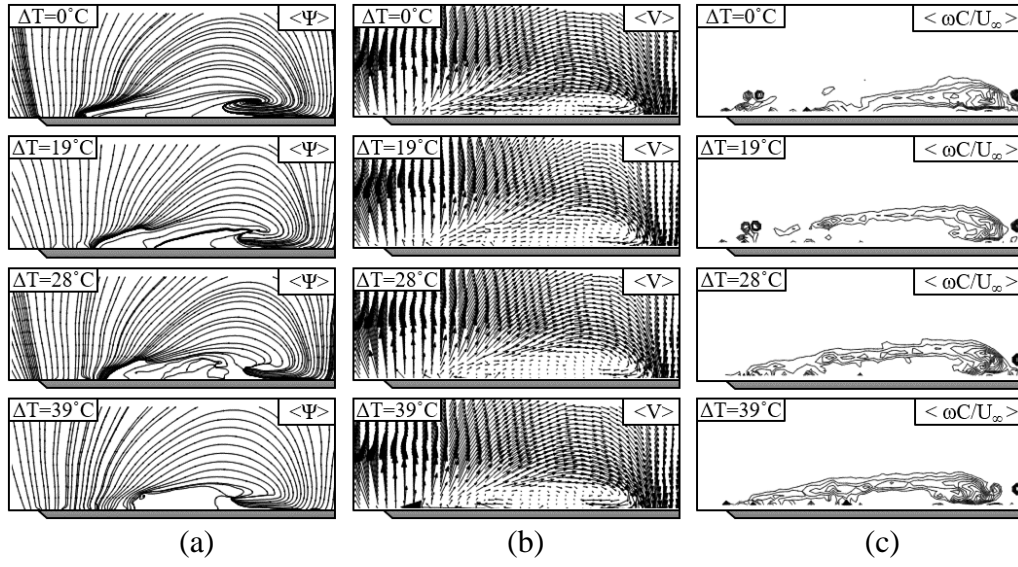 ΔT=0˚C <Ψ> ΔT=0˚C <V> ΔT=0˚C < ωC/U∞>
ΔT=19˚C <Ψ> ΔT=19˚C <V> ΔT=19˚C < ωC/U∞>
ΔT=28˚C <Ψ> ΔT=28˚C <V> ΔT=28˚C < ωC/U∞>
ΔT=39˚C <Ψ> ΔT=39˚C <V> ΔT=39˚C < ωC/U∞>
(a) (b) (c)